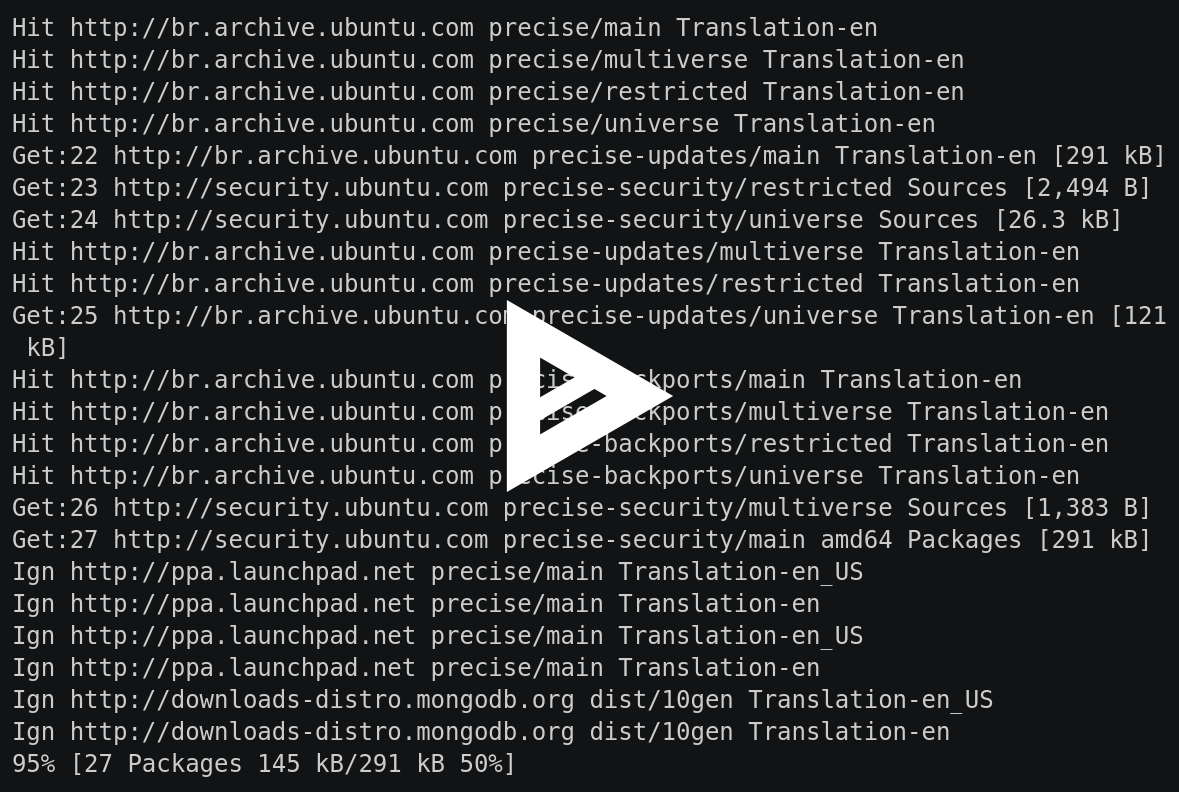 Hit http://br.archive.ubuntu.com precise/main Translation-en
Hit http://br.archive.ubuntu.com precise/multiverse Translation-en
Hit http://br.archive.ubuntu.com precise/restricted Translation-en
Hit http://br.archive.ubuntu.com precise/universe Translation-en
Get:22 http://br.archive.ubuntu.com precise-updates/main Translation-en [291 kB]
Get:23 http://security.ubuntu.com precise-security/restricted Sources [2,494 B]
Get:24 http://security.ubuntu.com precise-security/universe Sources [26.3 kB]
Hit http://br.archive.ubuntu.com precise-updates/multiverse Translation-en
Hit http://br.archive.ubuntu.com precise-updates/restricted Translation-en
Get:25 http://br.archive.ubuntu.com precise-updates/universe Translation-en [121
kB]
Hit http://br.archive.ubuntu.com precise-backports/main Translation-en
Hit http://br.archive.ubuntu.com precise-backports/multiverse Translation-en
Hit http://br.archive.ubuntu.com precise-backports/restricted Translation-en
Hit http://br.archive.ubuntu.com precise-backports/universe Translation-en
Get:26 http://security.ubuntu.com precise-security/multiverse Sources [1,383 B]
Get:27 http://security.ubuntu.com precise-security/main amd64 Packages [291 kB]
Ign http://ppa.launchpad.net precise/main Translation-en_US
Ign http://ppa.launchpad.net precise/main Translation-en
Ign http://ppa.launchpad.net precise/main Translation-en_US
Ign http://ppa.launchpad.net precise/main Translation-en
Ign http://downloads-distro.mongodb.org dist/10gen Translation-en_US
Ign http://downloads-distro.mongodb.org dist/10gen Translation-en
95% [27 Packages 145 kB/291 kB 50%]